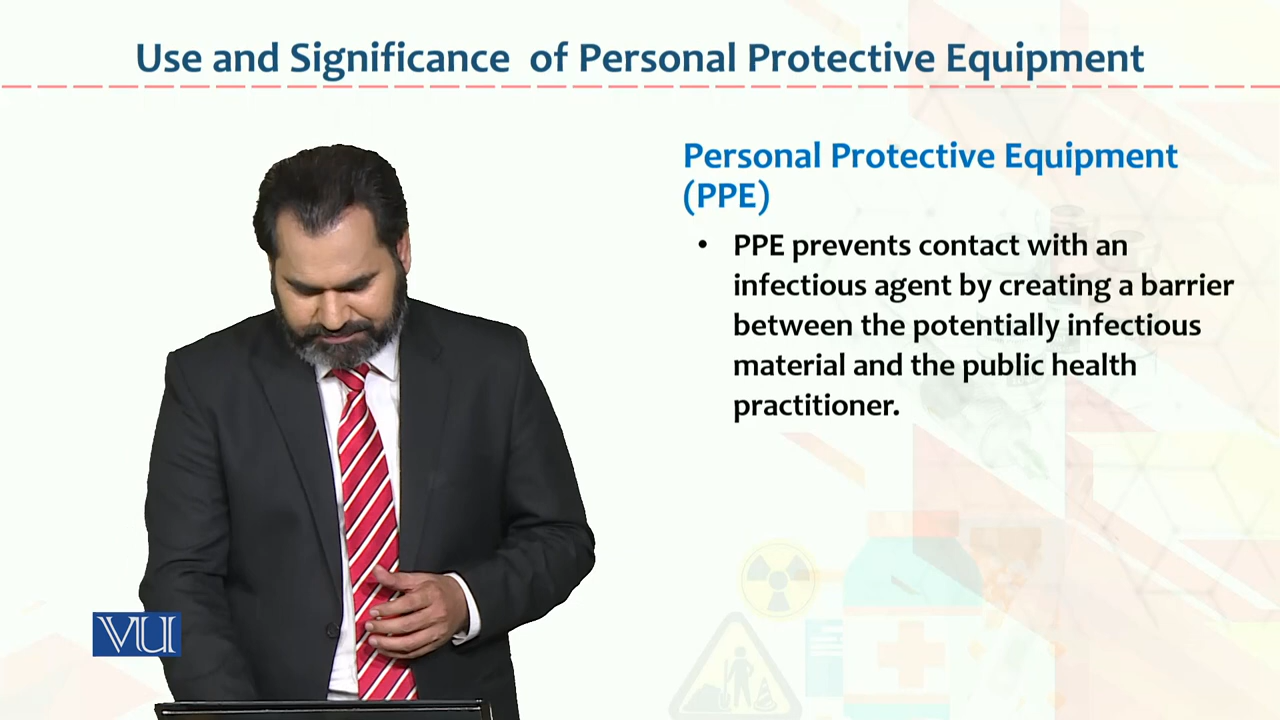 Use and Significance of Personal Protective Equipment
Personal Protective Equipment
(PPE)
• PPE prevents contact with an
infectious agent by creating a barrier
between the potentially infectious
material and the public health
practitioner.
VU